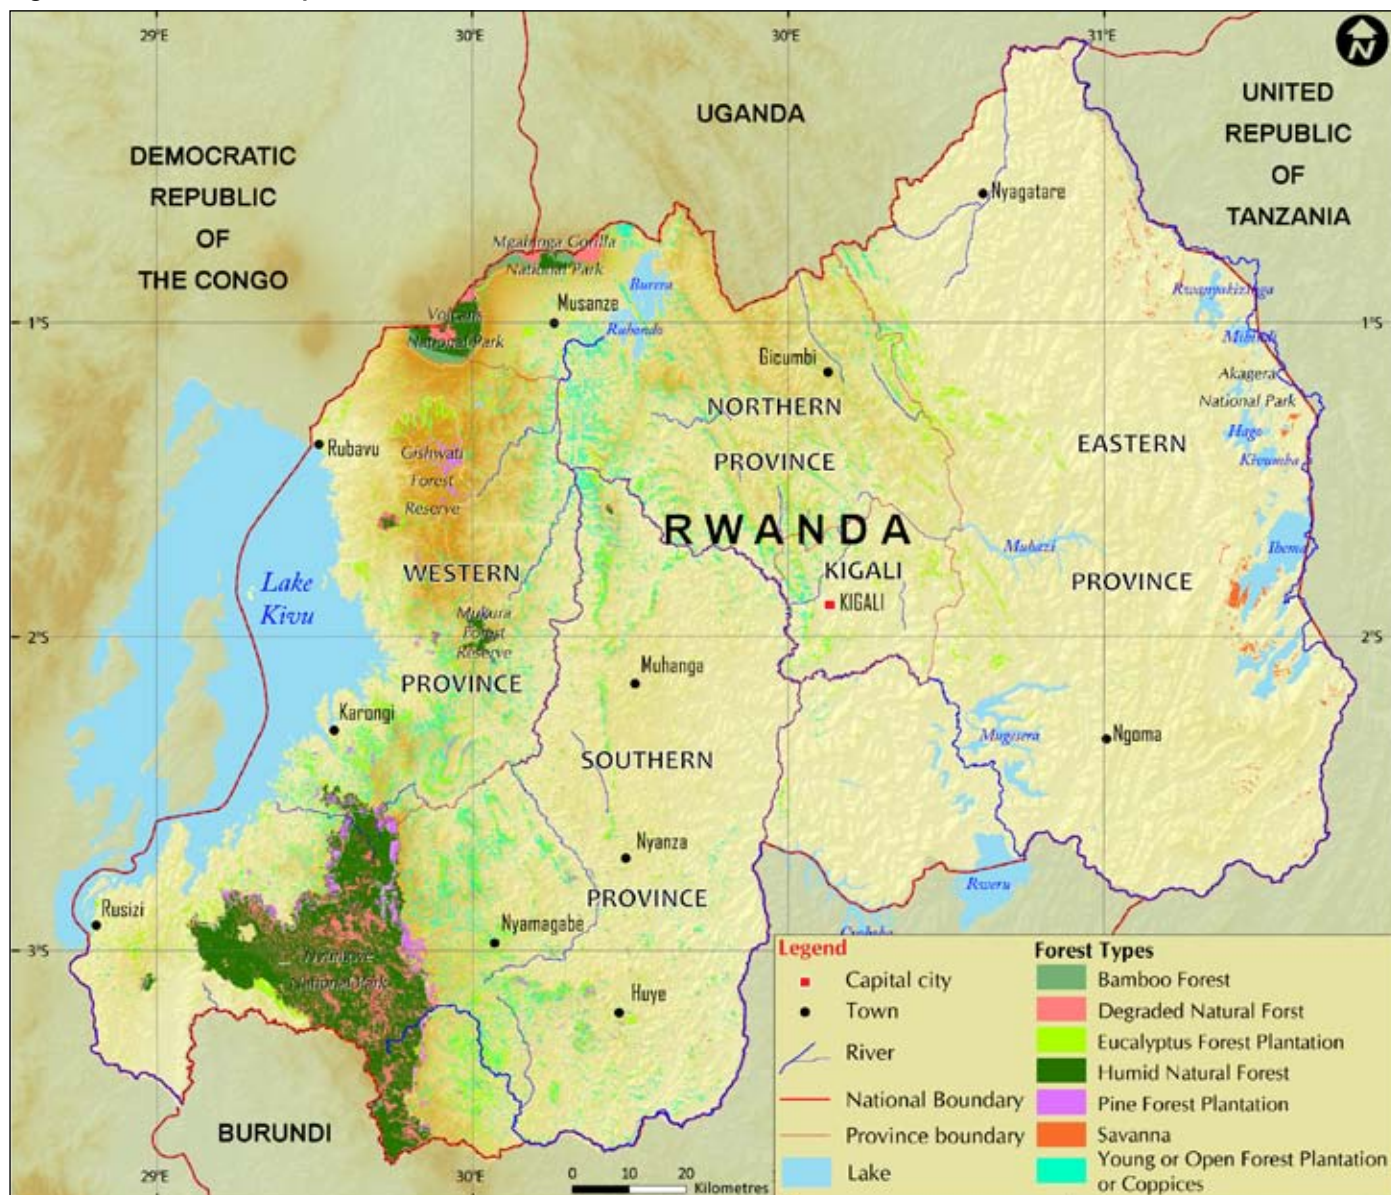 29°E
30°E
30°E
31°E
N
UGANDA
UNITED
REPUBLIC
OF
TANZANIA
DEMOCRATIC
REPUBLIC
OF
THE CONGO
Nyagatare
Mgahinga Gorilla
National Park
Burera
Ruhondo
Musanze
Volcans
National Park
Rwanyakizinga
Mihindi
1°S
1°S
Gicumbi
Akagera
National Park
NORTHERN
PROVINCE
EASTERN
PROVINCE
Hago
Kivumba
Rubavu
Gishwati
Forest
Reserve
RWANDA
Muhazi
Ihema
KIGALI
KIGALI
WESTERN
PROVINCE
Lake
Kivu
Mukura
Forest
Reserve
2°S
2°S
Muhanga
Karongi
SOUTHERN
PROVINCE
Mugesera
Ngoma
Nyanza
Rweru
Rusizi
Nyamagabe
3°S
Nyungwe
National Park
Huye
BURUNDI
29°E
30°E
0 10 20
Kilometres
Legend
Capital city
Town
River
National Boundary
Province boundary
Lake
Forest Types
Bamboo Forest
Degraded Natural Forst
Eucalyptus Forest Plantation
Humid Natural Forest
Pine Forest Plantation
Savanna
Young or Open Forest Plantation
or Coppices